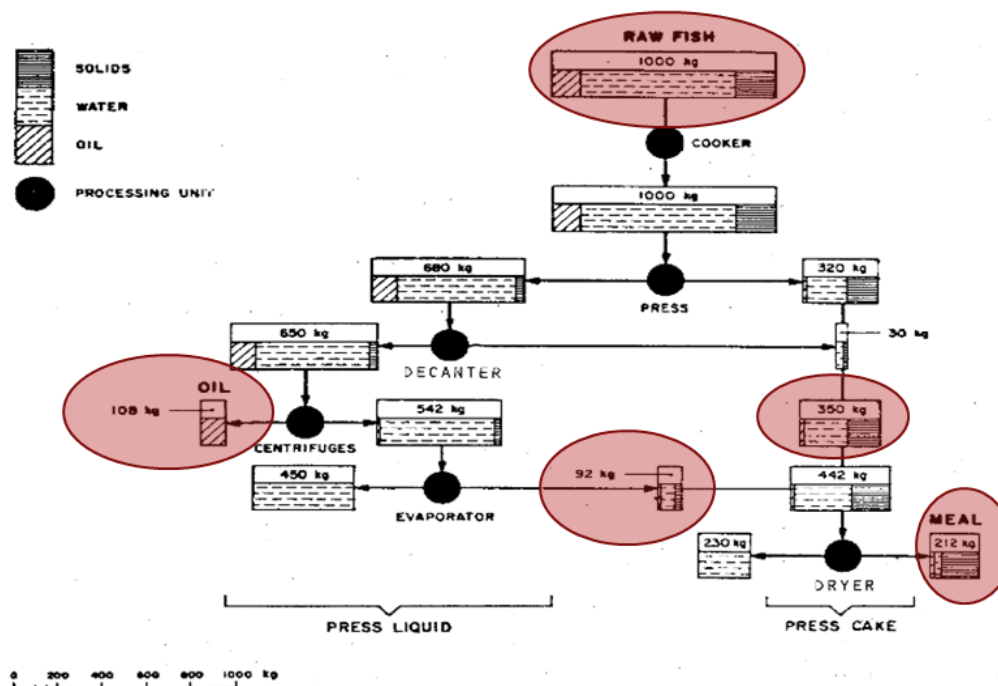 RAW FISH
1000 kg
SOLIDS
WATER
OIL
PROCESSING UNIT
COOKER
1000 kg
680 kg
320 kg
PRESS
650 kg
30 kg
DECANTER
OIL
108 kg
542 kg
350 kg
CENTRIFUGES
450 kg
92 kg
442 kg
EVAPORATOR
MEAL
230 kg
212 kg
DRYER
PRESS LIQUID
PRESS CAKE
0 200 400 600 800 1000 kg